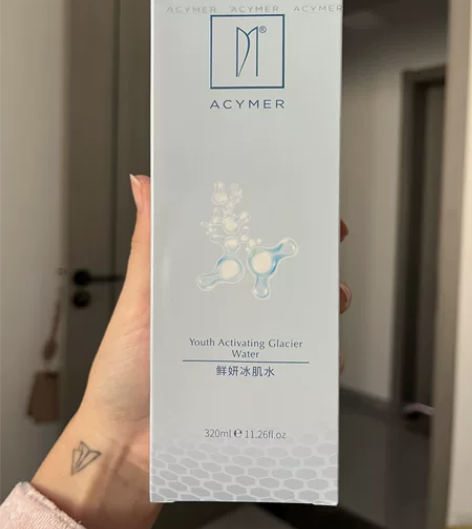 ACYMER ACYMER ACYMER
®
ACYMER
Youth Activating Glacier
Water
鲜妍冰肌水
320ml ℮ 11.26fl.oz